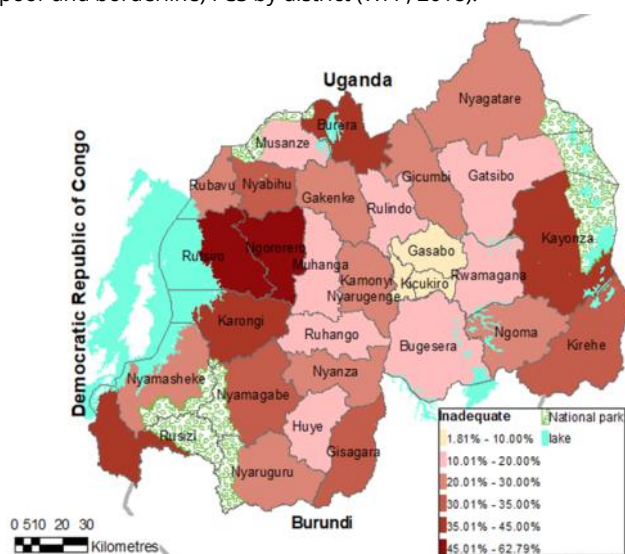 poor and borderline) FCS by district (WFP, 2018).
Uganda
Nyagatare
Burera
Musanze
Gatsibo
Gicumbi
Rubavu
Nyabihu
Gakenke
Rulindo
Democratic Republic of Congo
Kayonza
Gasabo
Rutsiro
Ngororero
Muhanga
Rwamagana
Kamonyi
Kicukiro
Nyarugenge
Karongi
Ruhango
Ngoma
Bugesera
Kirehe
Nyanza
Nyamasheke
Nyamagabe
Huye
Rusizi
Gisagara
Nyaruguru
Burundi
Inadequate
1.81% - 10.00%
10.01% - 20.00%
20.01% - 30.00%
30.01% - 35.00%
35.01% - 45.00%
45.01% - 62.79%
National park
lake
0 5 10 20 30
Kilometres